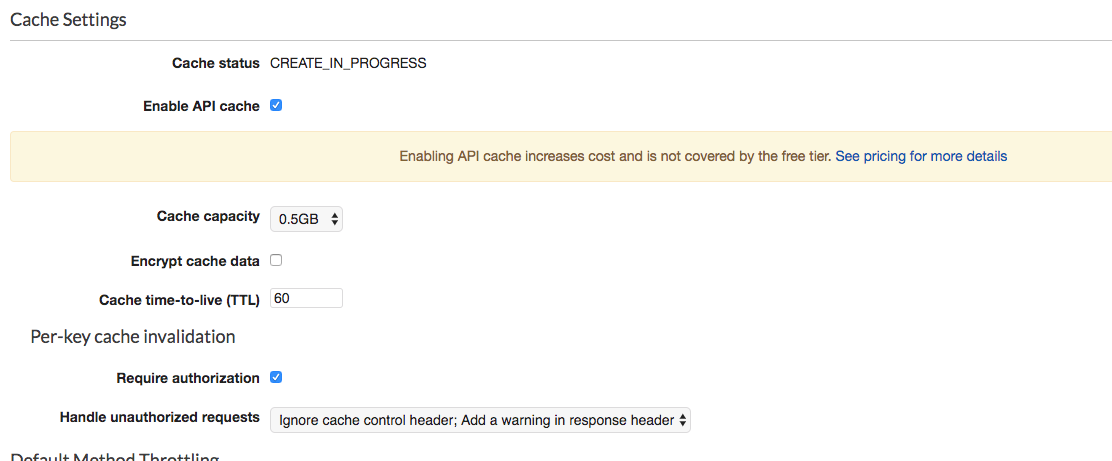 Cache Settings
Cache status CREATE_IN_PROGRESS
Enable API cache
Enabling API cache increases cost and is not covered by the free tier. See pricing for more details
Cache capacity 0.5GB
Encrypt cache data
Cache time-to-live (TTL) 60
Per-key cache invalidation
Require authorization
Handle unauthorized requests Ignore cache control header; Add a warning in response header
Default Method Throttling